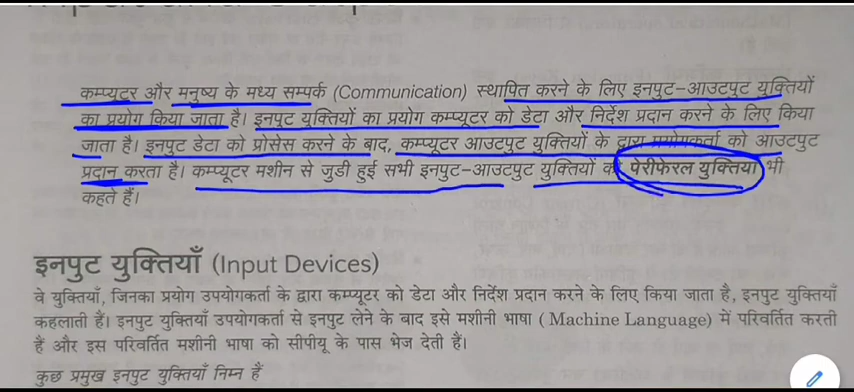 कम्प्यूटर और मनुष्य के मध्य सम्पर्क (Communication) स्थापित करने के लिए इनपुट-आउटपुट युक्तियों
का प्रयोग किया जाता है। इनपुट युक्तियों का प्रयोग कम्प्यूटर को डेटा और निर्देश प्रदान करने के लिए किया
जाता है। इनपुट डेटा को प्रोसेस करने के बाद, कम्प्यूटर आउटपुट युक्तियों के द्वारा को आउटपुट
प्रदान करता है। कम्प्यूटर मशीन से जुडी हुई सभी इनपुट-आउटपुट युक्तियों पेरीफेरल युक्तियाँ भी
कहते हैं।
इनपुट युक्तियाँ (Input Devices)
वे युक्तियाँ, जिनका प्रयोग उपयोगकर्ता के द्वारा कम्प्यूटर को डेटा और निर्देश प्रदान करने के लिए किया जाता है, इनपुट युक्तियाँ
कहलाती हैं। इनपुट युक्तियाँ उपयोगकर्ता से इनपुट लेने के बाद इसे मशीनी भाषा ( Machine Language) में परिवर्तित करती
हैं और इस परिवर्तित मशीनी भाषा को सीपीयू के पास भेज देती हैं।
कुछ प्रमुख इनपुट युक्तियाँ निम्न हैं